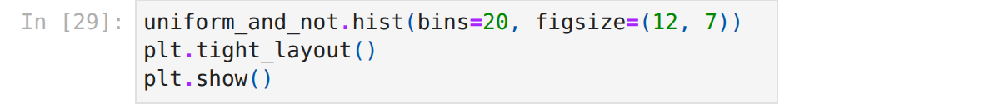 In [29]: uniform_and_not.hist(bins=20, figsize=(12, 7))
plt.tight_layout()
plt.show()